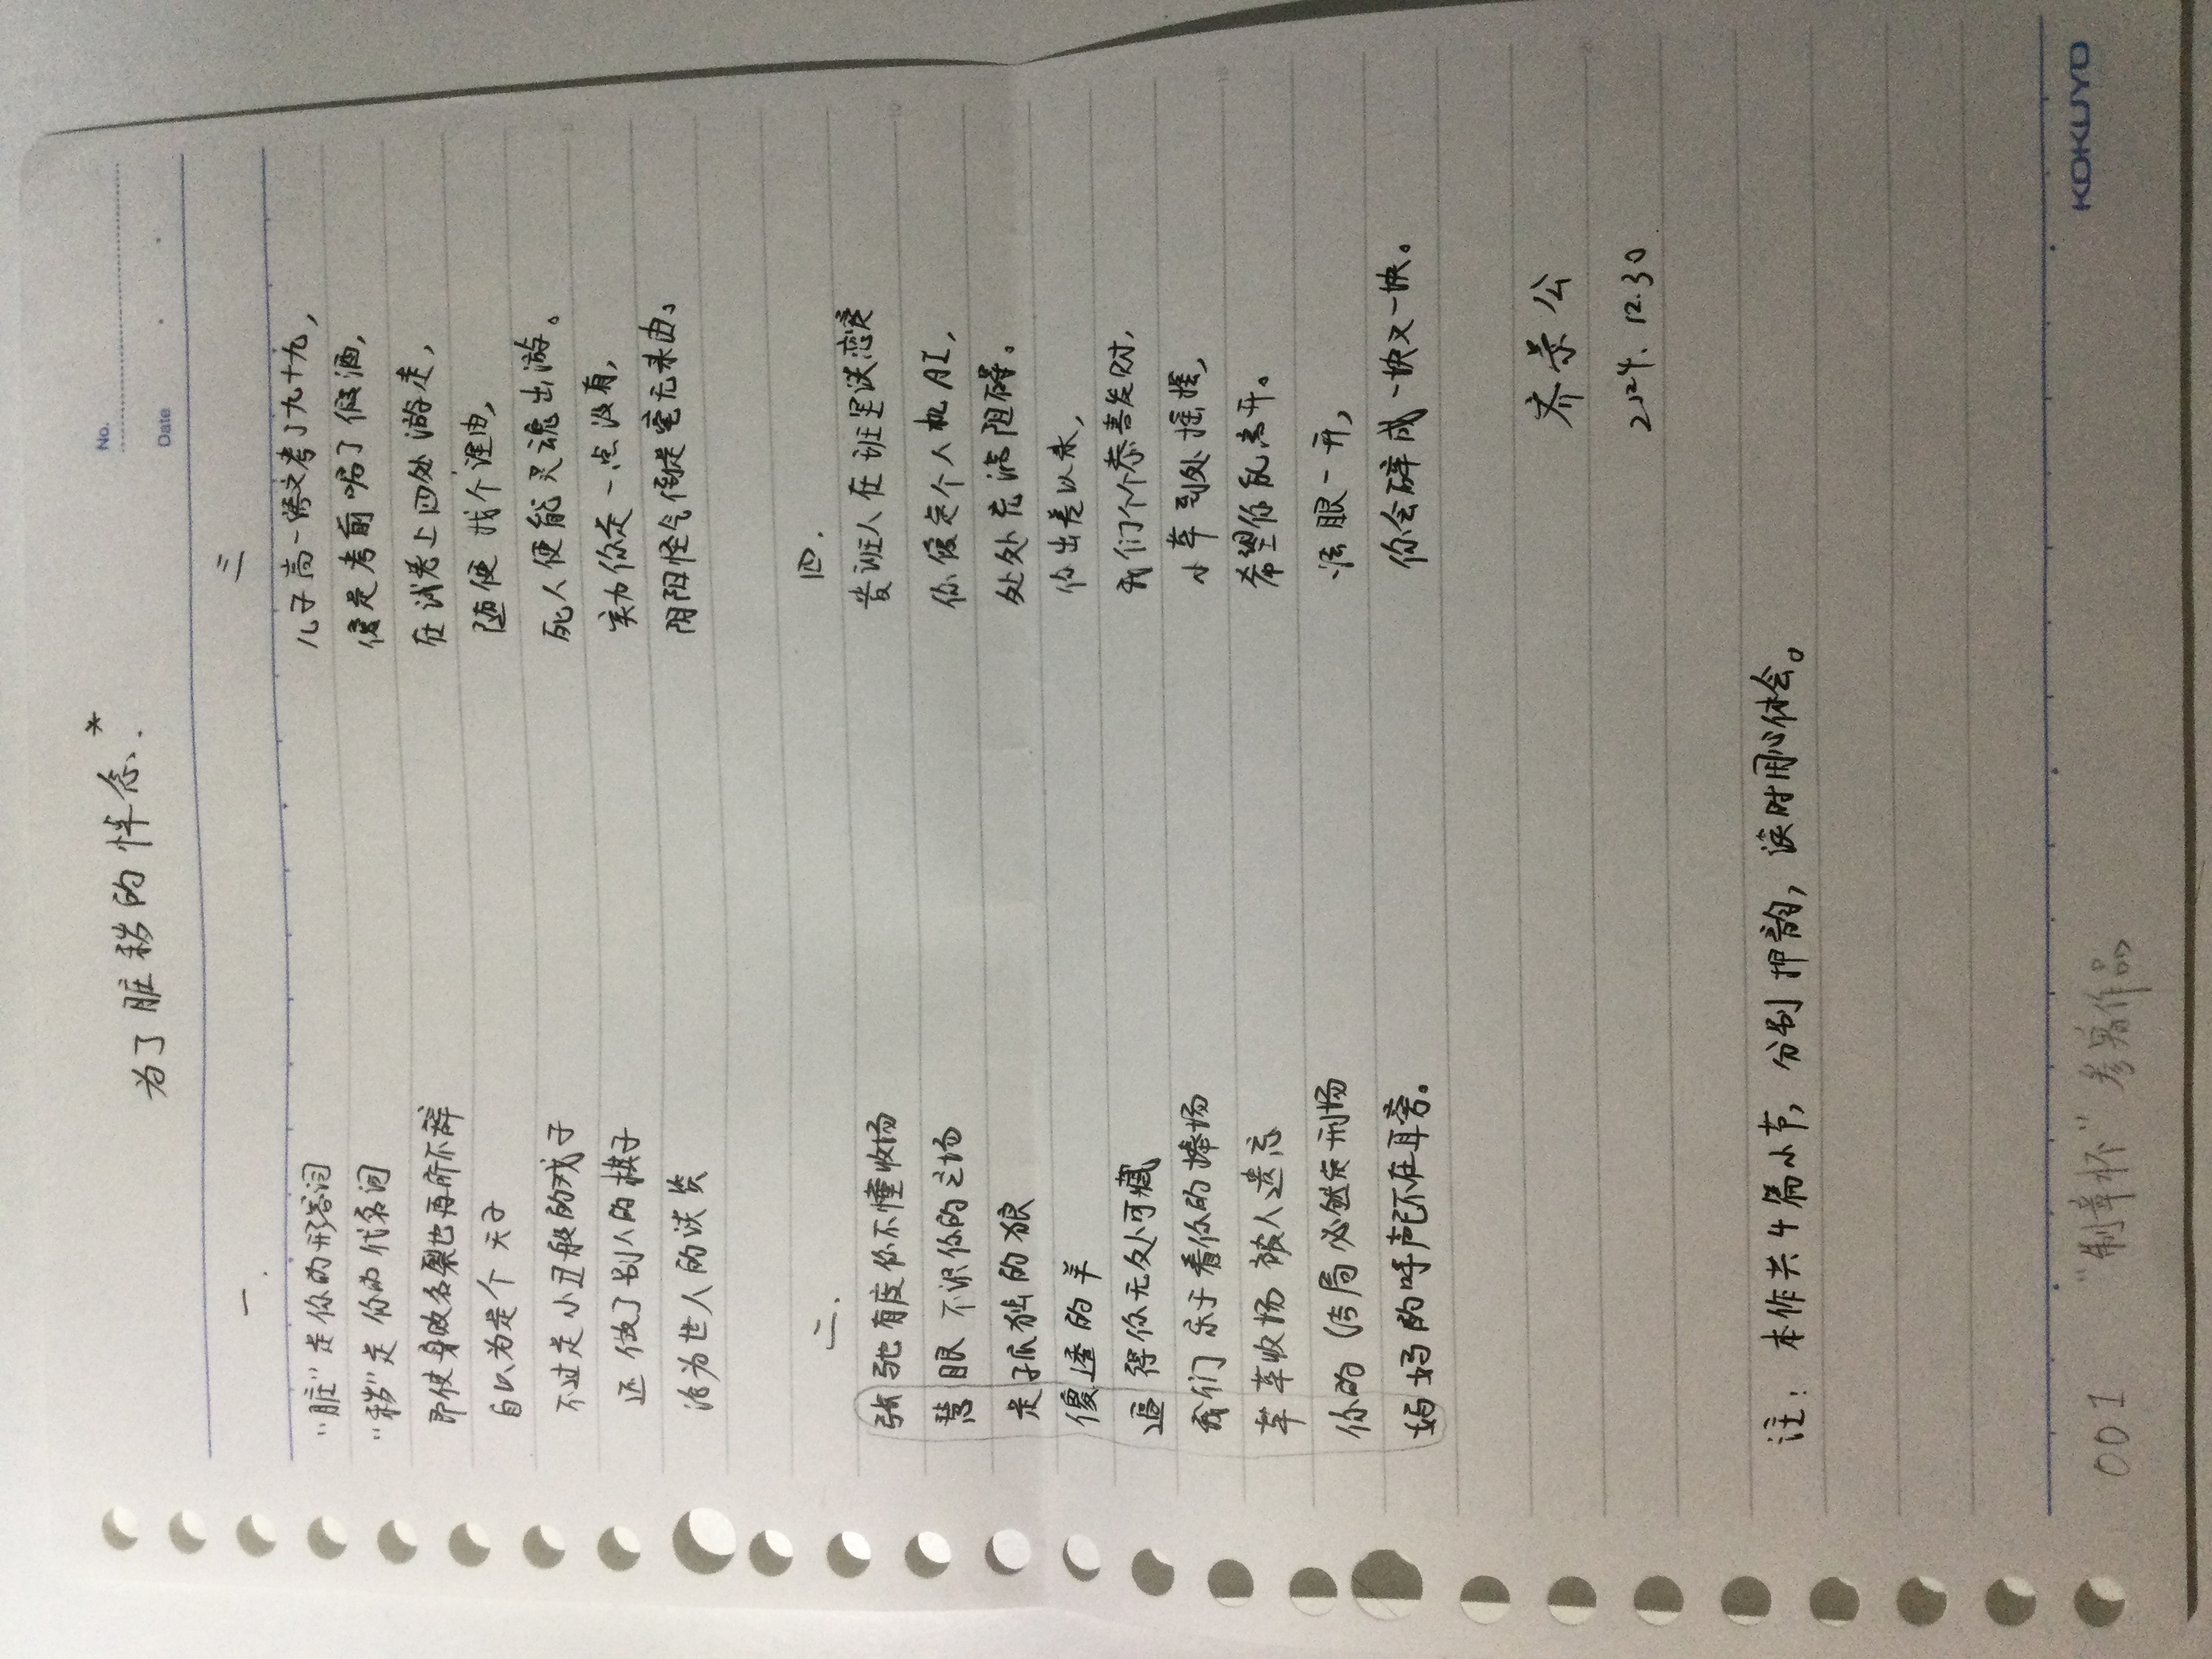 为了脏秽的悼念.*
No.
Date
一.
“脏”是你的形容词
“秽”是你的代名词
即使身败名裂也再所不辞
自以为是个天子
不过是小丑般的戏子
还做了别人的棋子
沦为世人的谈资
二.
张弛有度你不懂收场
慧眼不识你的立场
是孤独的狼
傻透的羊
逼得你无处可藏
我们乐于看你的捧场
草草收场被人遗忘
你的结局必然是刑场
妈妈的呼声已不在耳旁。
三
儿子高一语文考了九十九,
像是考前喝了假酒,
在试卷上四处游走,
随便找个理由,
死人便能灵魂出游。
实力你是一点没有,
阴阳怪气倒是毫无来由。
四.
贵班人在班里谈恋爱
你像是个人机AI,
处处充满阻碍。
你出差以来,
我们个个恭喜发财,
小草到处摇摆,
希望你乱离开。
法眼一开,
你会碎成一块又一块。
齐景公
2024.12.30
注: 本作共4篇小节, 分别押韵, 读时用心体会。
KOKUYO
001 “制章杯”参赛作品